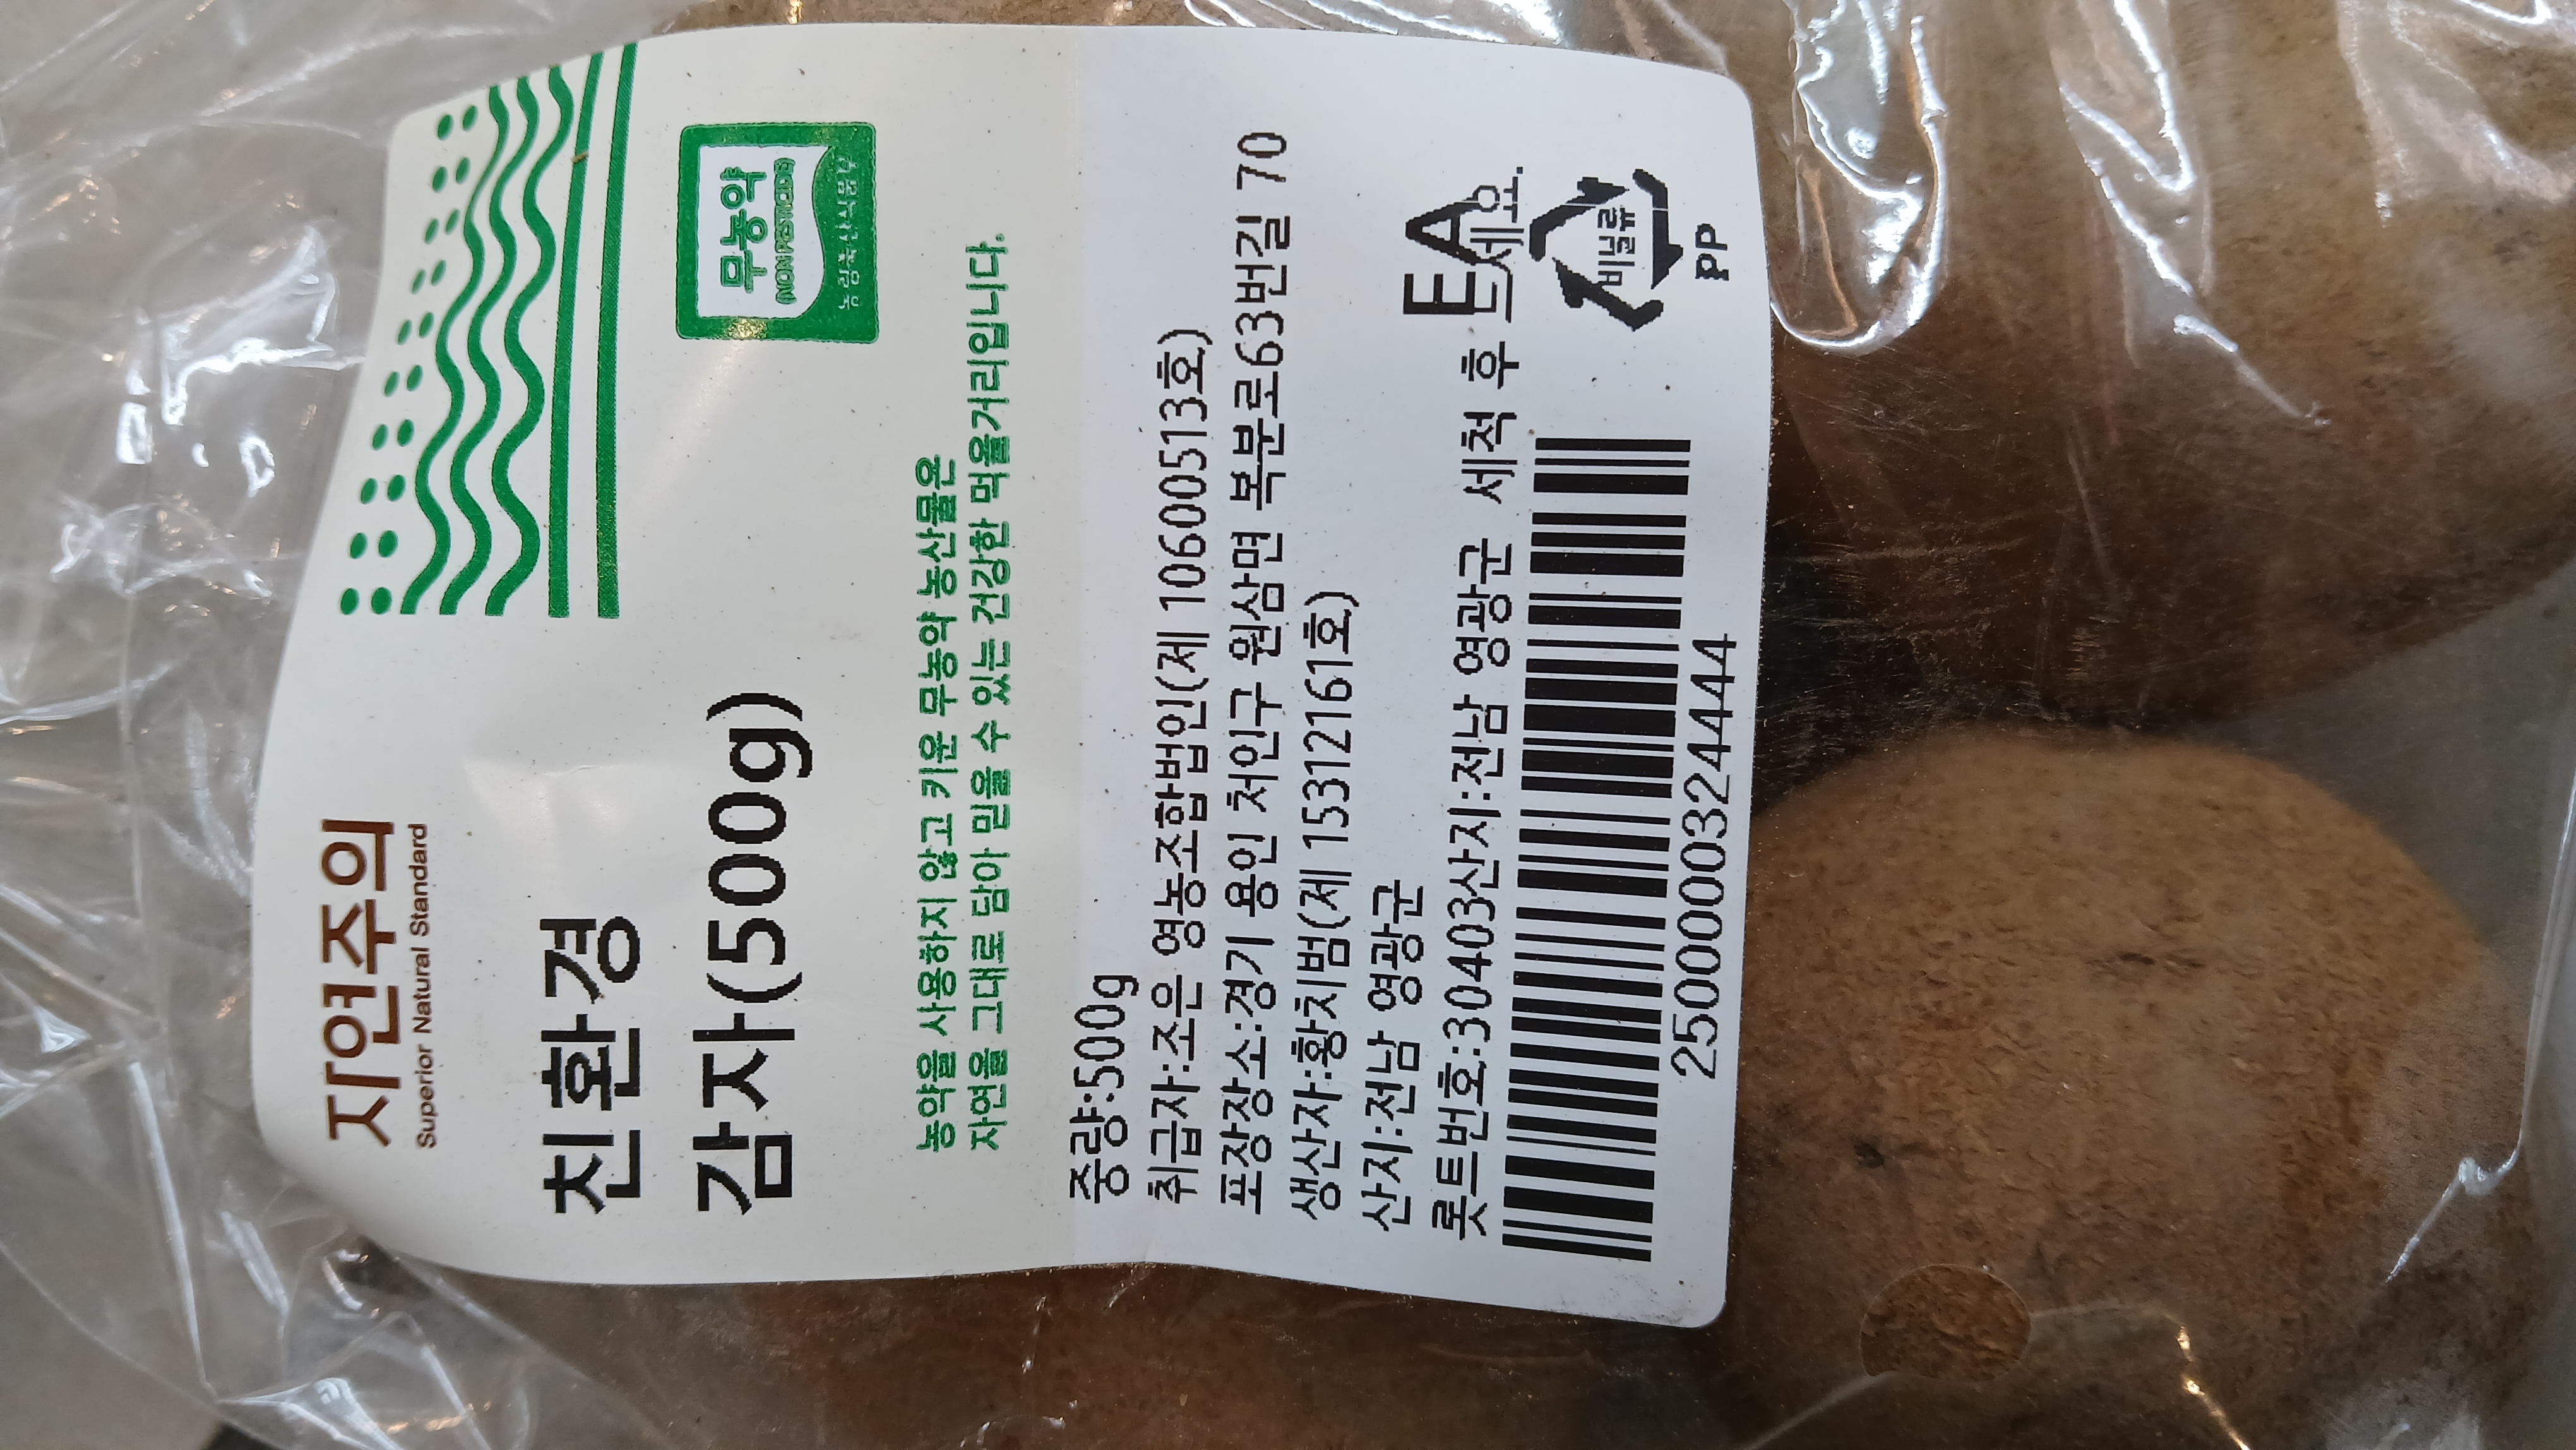 자연주의
Superior Natural Standard
친환경
감자(500g)
무농약
(NON PESTICIDE)
농림축산식품부
농약을 사용하지 않고 키운 무농약 농산물은
자연을 그대로 담아 믿을 수 있는 건강한 먹을거리입니다.
중량:500g
취급자:조은 영농조합법인(제 10600513호)
포장장소:경기 용인 처인구 원삼면 복분로63번길 70
생산자:황치범(제 15312161호)
산지:전남 영광군
EA
롯트번호:30403산지:전남 영광군 세척 후 드세요.
2500000324444
비닐류
PP